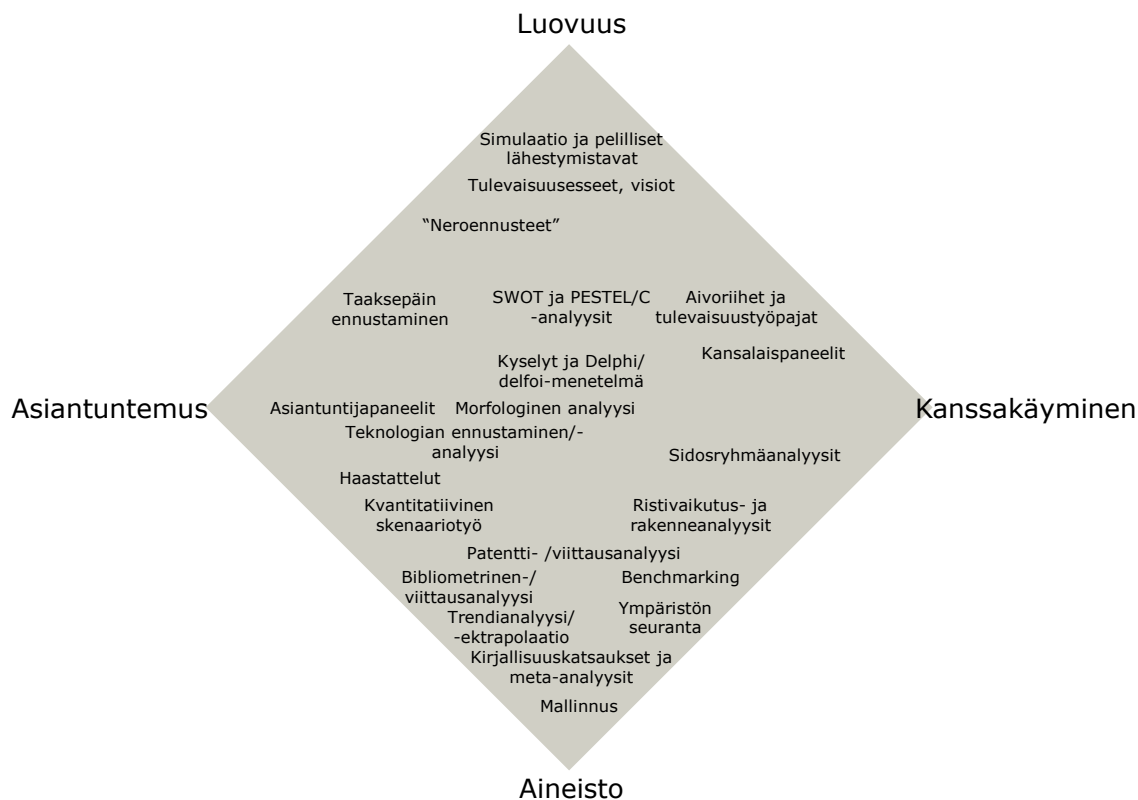 Luovuus
Simulaatio ja pelilliset
lähestymistavat
Tulevaisuusesseet, visiot
“Neroennusteet”
Taaksepäin
ennustaminen
SWOT ja PESTEL/C
-analyysit
Aivoriihet ja
tulevaisuustyöpajat
Kansalaispaneelit
Kyselyt ja Delphi/
delfoi-menetelmä
Asiantuntemus
Asiantuntijapaneelit
Morfologinen analyysi
Kanssakäyminen
Teknologian ennustaminen/-
analyysi
Sidosryhmäanalyysit
Haastattelut
Kvantitatiivinen
skenaariotyö
Ristivaikutus- ja
rakenneanalyysit
Patentti- /viittausanalyysi
Bibliometrinen-/
viittausanalyysi
Benchmarking
Trendianalyysi/
-ektrapolaatio
Ympäristön
seuranta
Kirjallisuuskatsaukset ja
meta-analyysit
Mallinnus
Aineisto